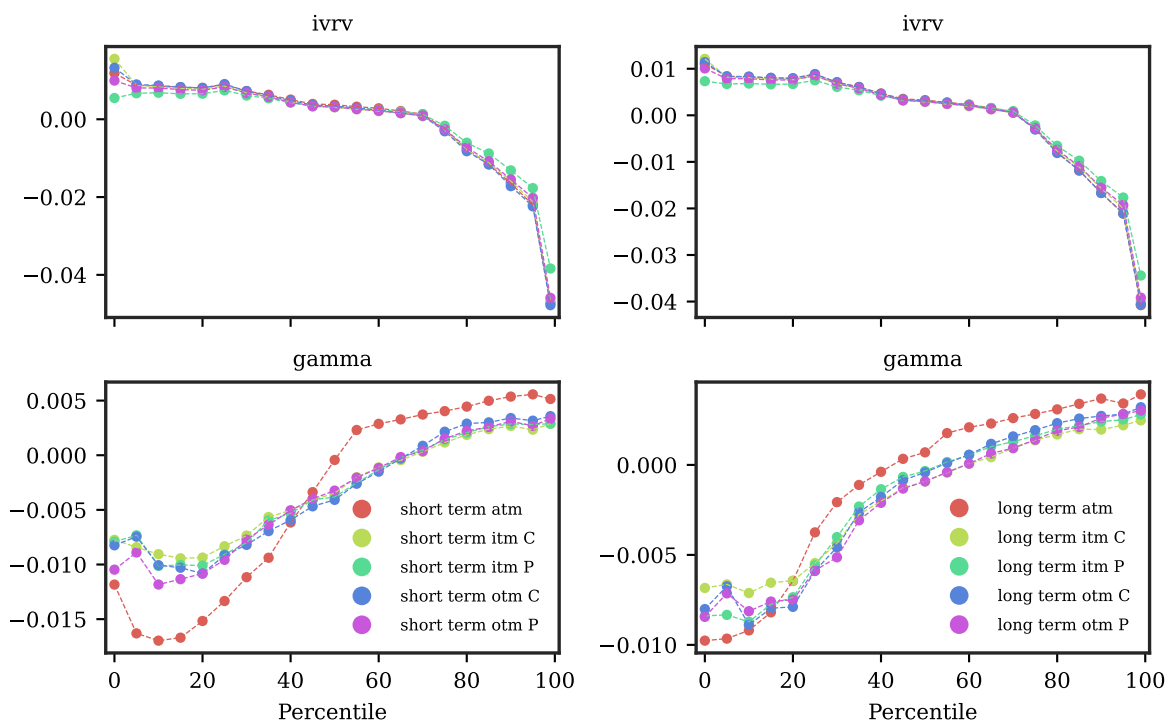 ivrv
0.00
−0.02
−0.04
ivrv
0.01
0.00
−0.01
−0.02
−0.03
−0.04
gamma
0.005
0.000
−0.005
−0.010
−0.015
0 20 40 60 80 100
Percentile
short term atm
short term itm C
short term itm P
short term otm C
short term otm P
gamma
0.000
−0.005
−0.010
0 20 40 60 80 100
Percentile
long term atm
long term itm C
long term itm P
long term otm C
long term otm P